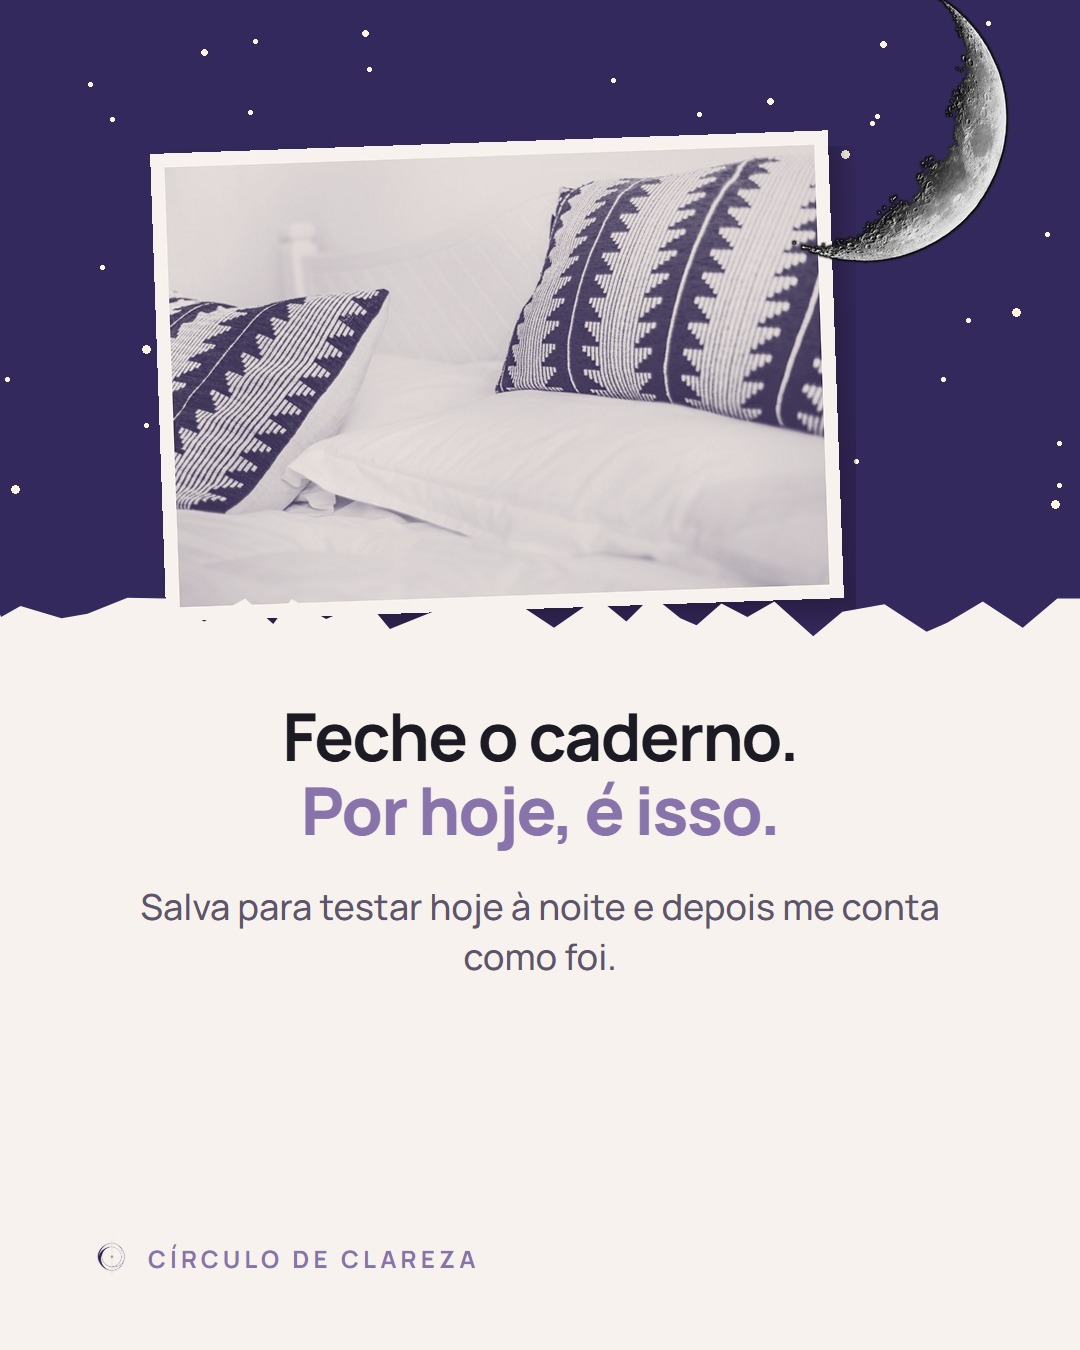 Feche o caderno.
Por hoje, é isso.
Salva para testar hoje à noite e depois me conta
como foi.
CÍRCULO DE CLAREZA